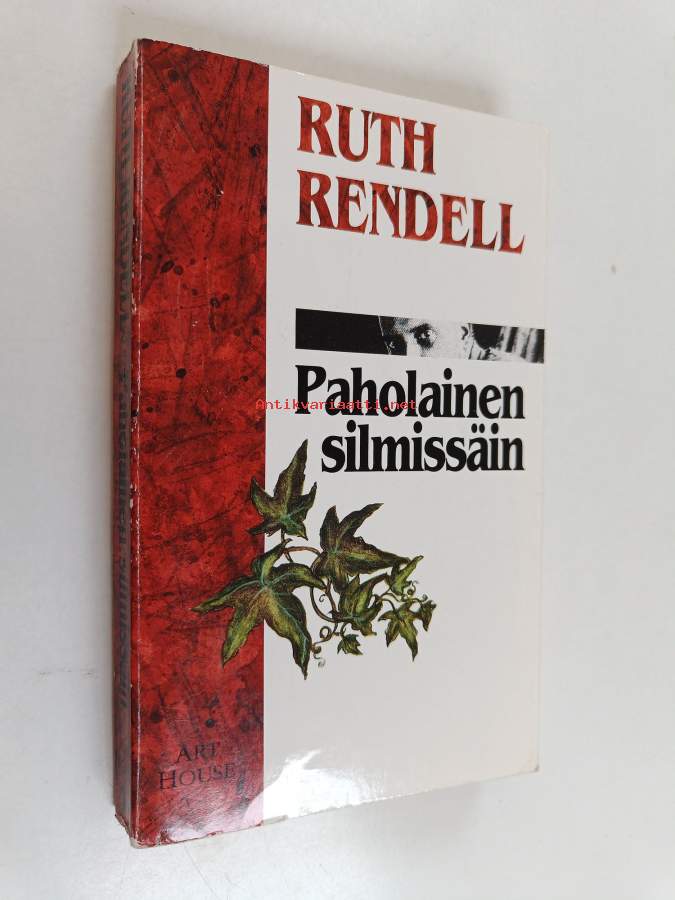 RUTH
RENDELL
Paholainen
silmissäin
Antikvariaatti.net
ART
HOUSE